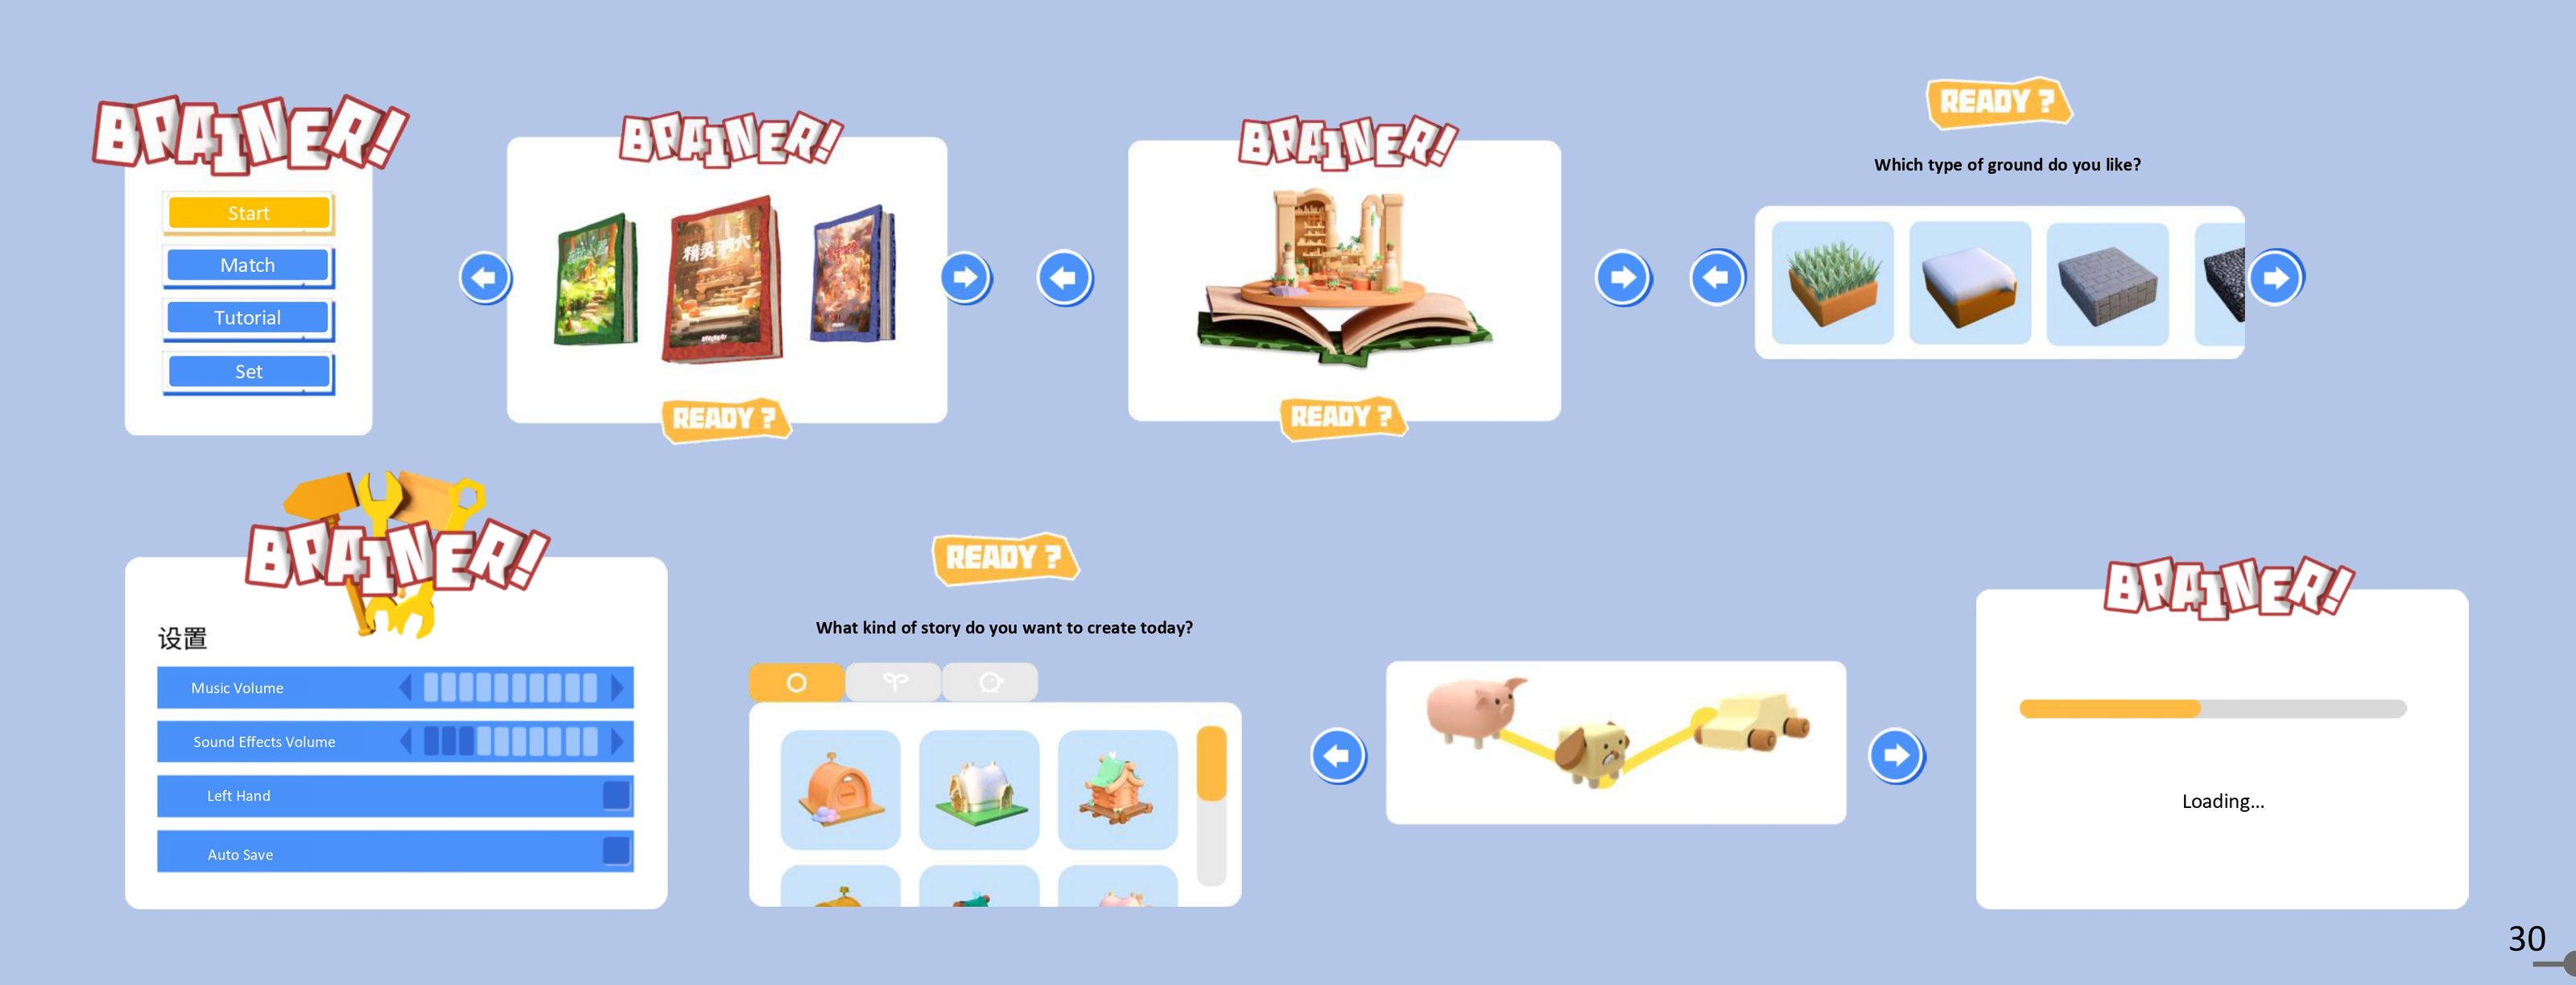 BRAINER!
Start
Match
Tutorial
Set
BRAINER!
精灵洞穴
READY ?
BRAINER!
READY ?
READY ?
Which type of ground do you like?
BRAINER!
设置
Music Volume
Sound Effects Volume
Left Hand
Auto Save
READY ?
What kind of story do you want to create today?
BRAINER!
Loading...
30